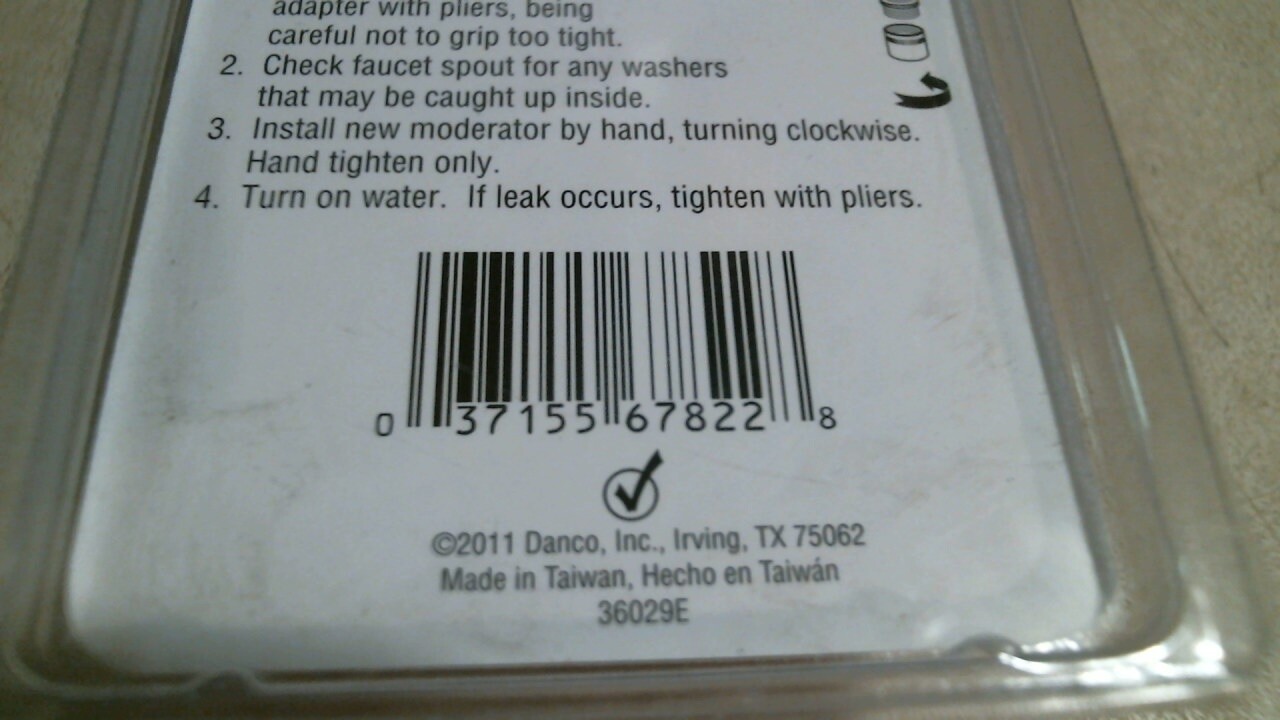 adapter with pliers, being
careful not to grip too tight.
2. Check faucet spout for any washers
that may be caught up inside.
3. Install new moderator by hand, turning clockwise.
Hand tighten only.
4. Turn on water. If leak occurs, tighten with pliers.
0 37155 67822 8
©2011 Danco, Inc., Irving, TX 75062
Made in Taiwan, Hecho en Taiwán
36029E